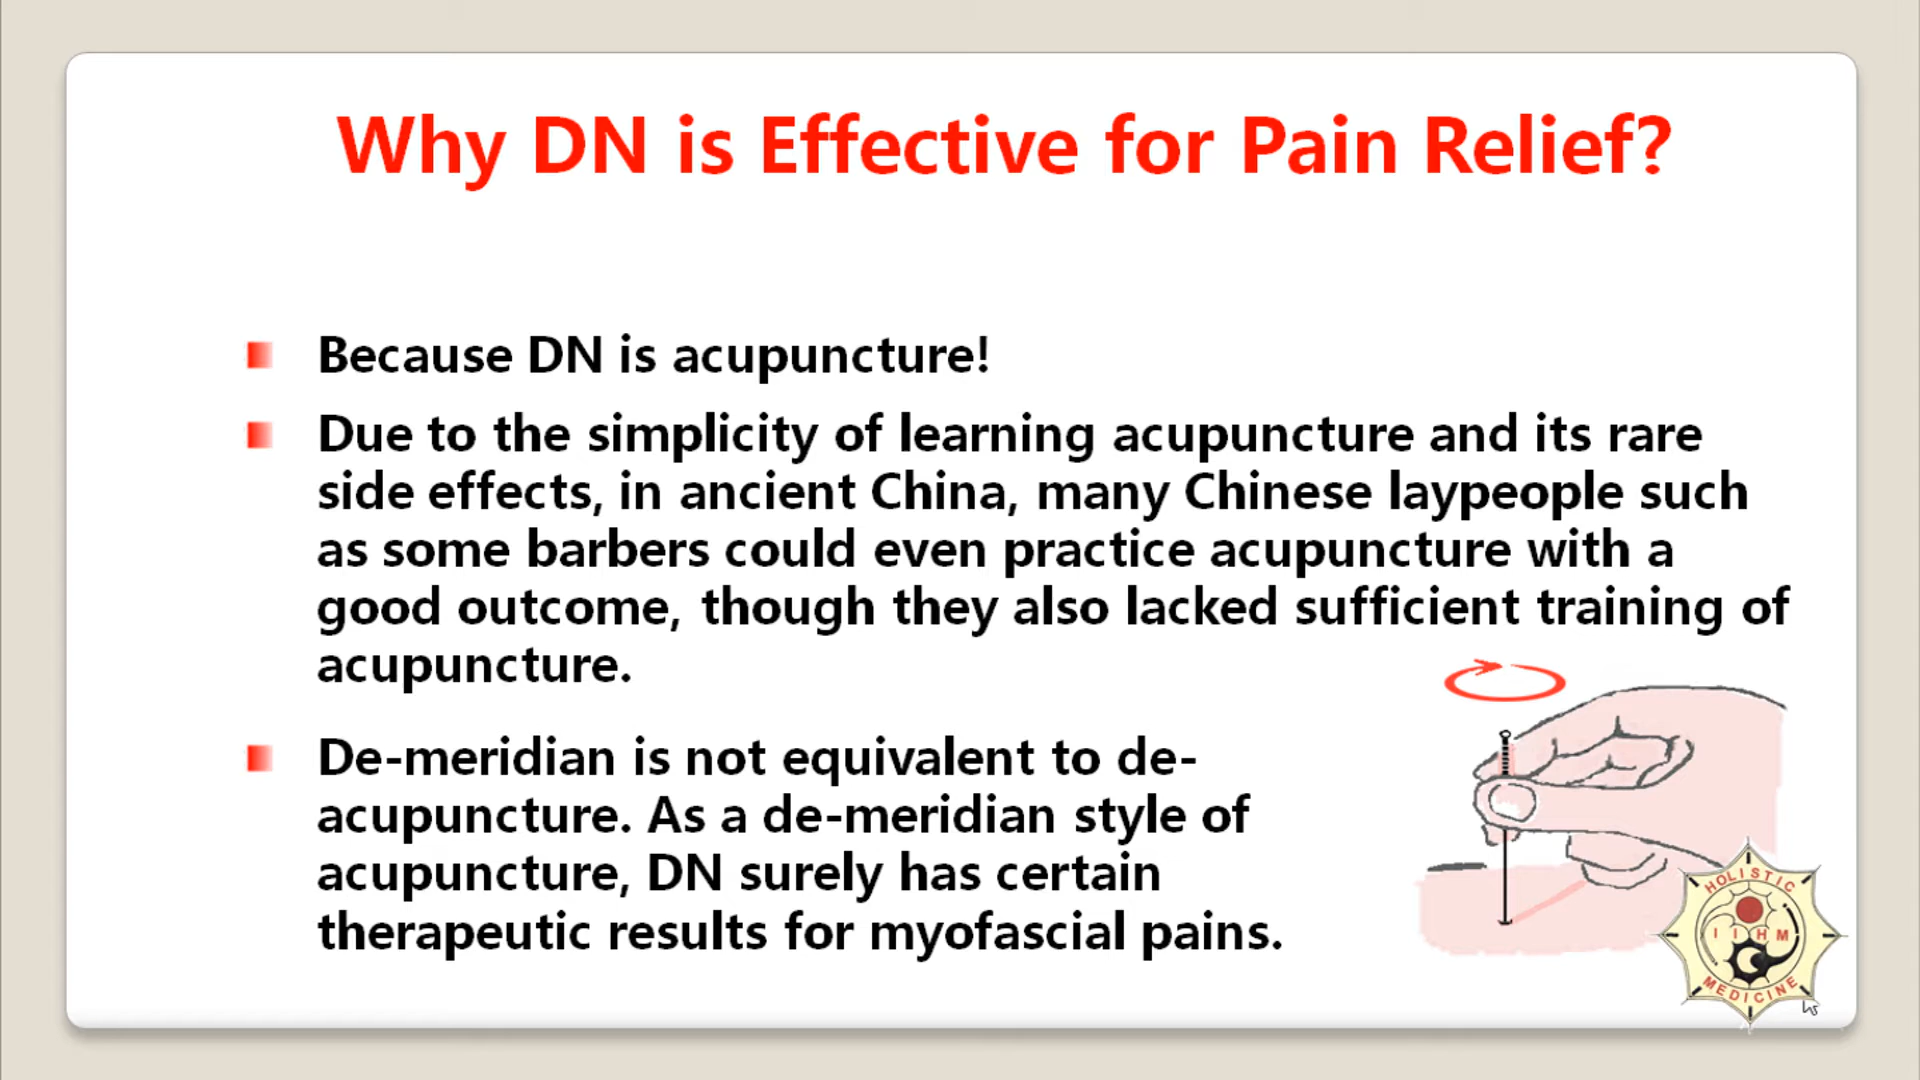 Why DN is Effective for Pain Relief?
Because DN is acupuncture!
Due to the simplicity of learning acupuncture and its rare
side effects, in ancient China, many Chinese laypeople such
as some barbers could even practice acupuncture with a
good outcome, though they also lacked sufficient training of
acupuncture.
De-meridian is not equivalent to de-
acupuncture. As a de-meridian style of
acupuncture, DN surely has certain
therapeutic results for myofascial pains.
HOLISTIC
I I H M
MEDICINE